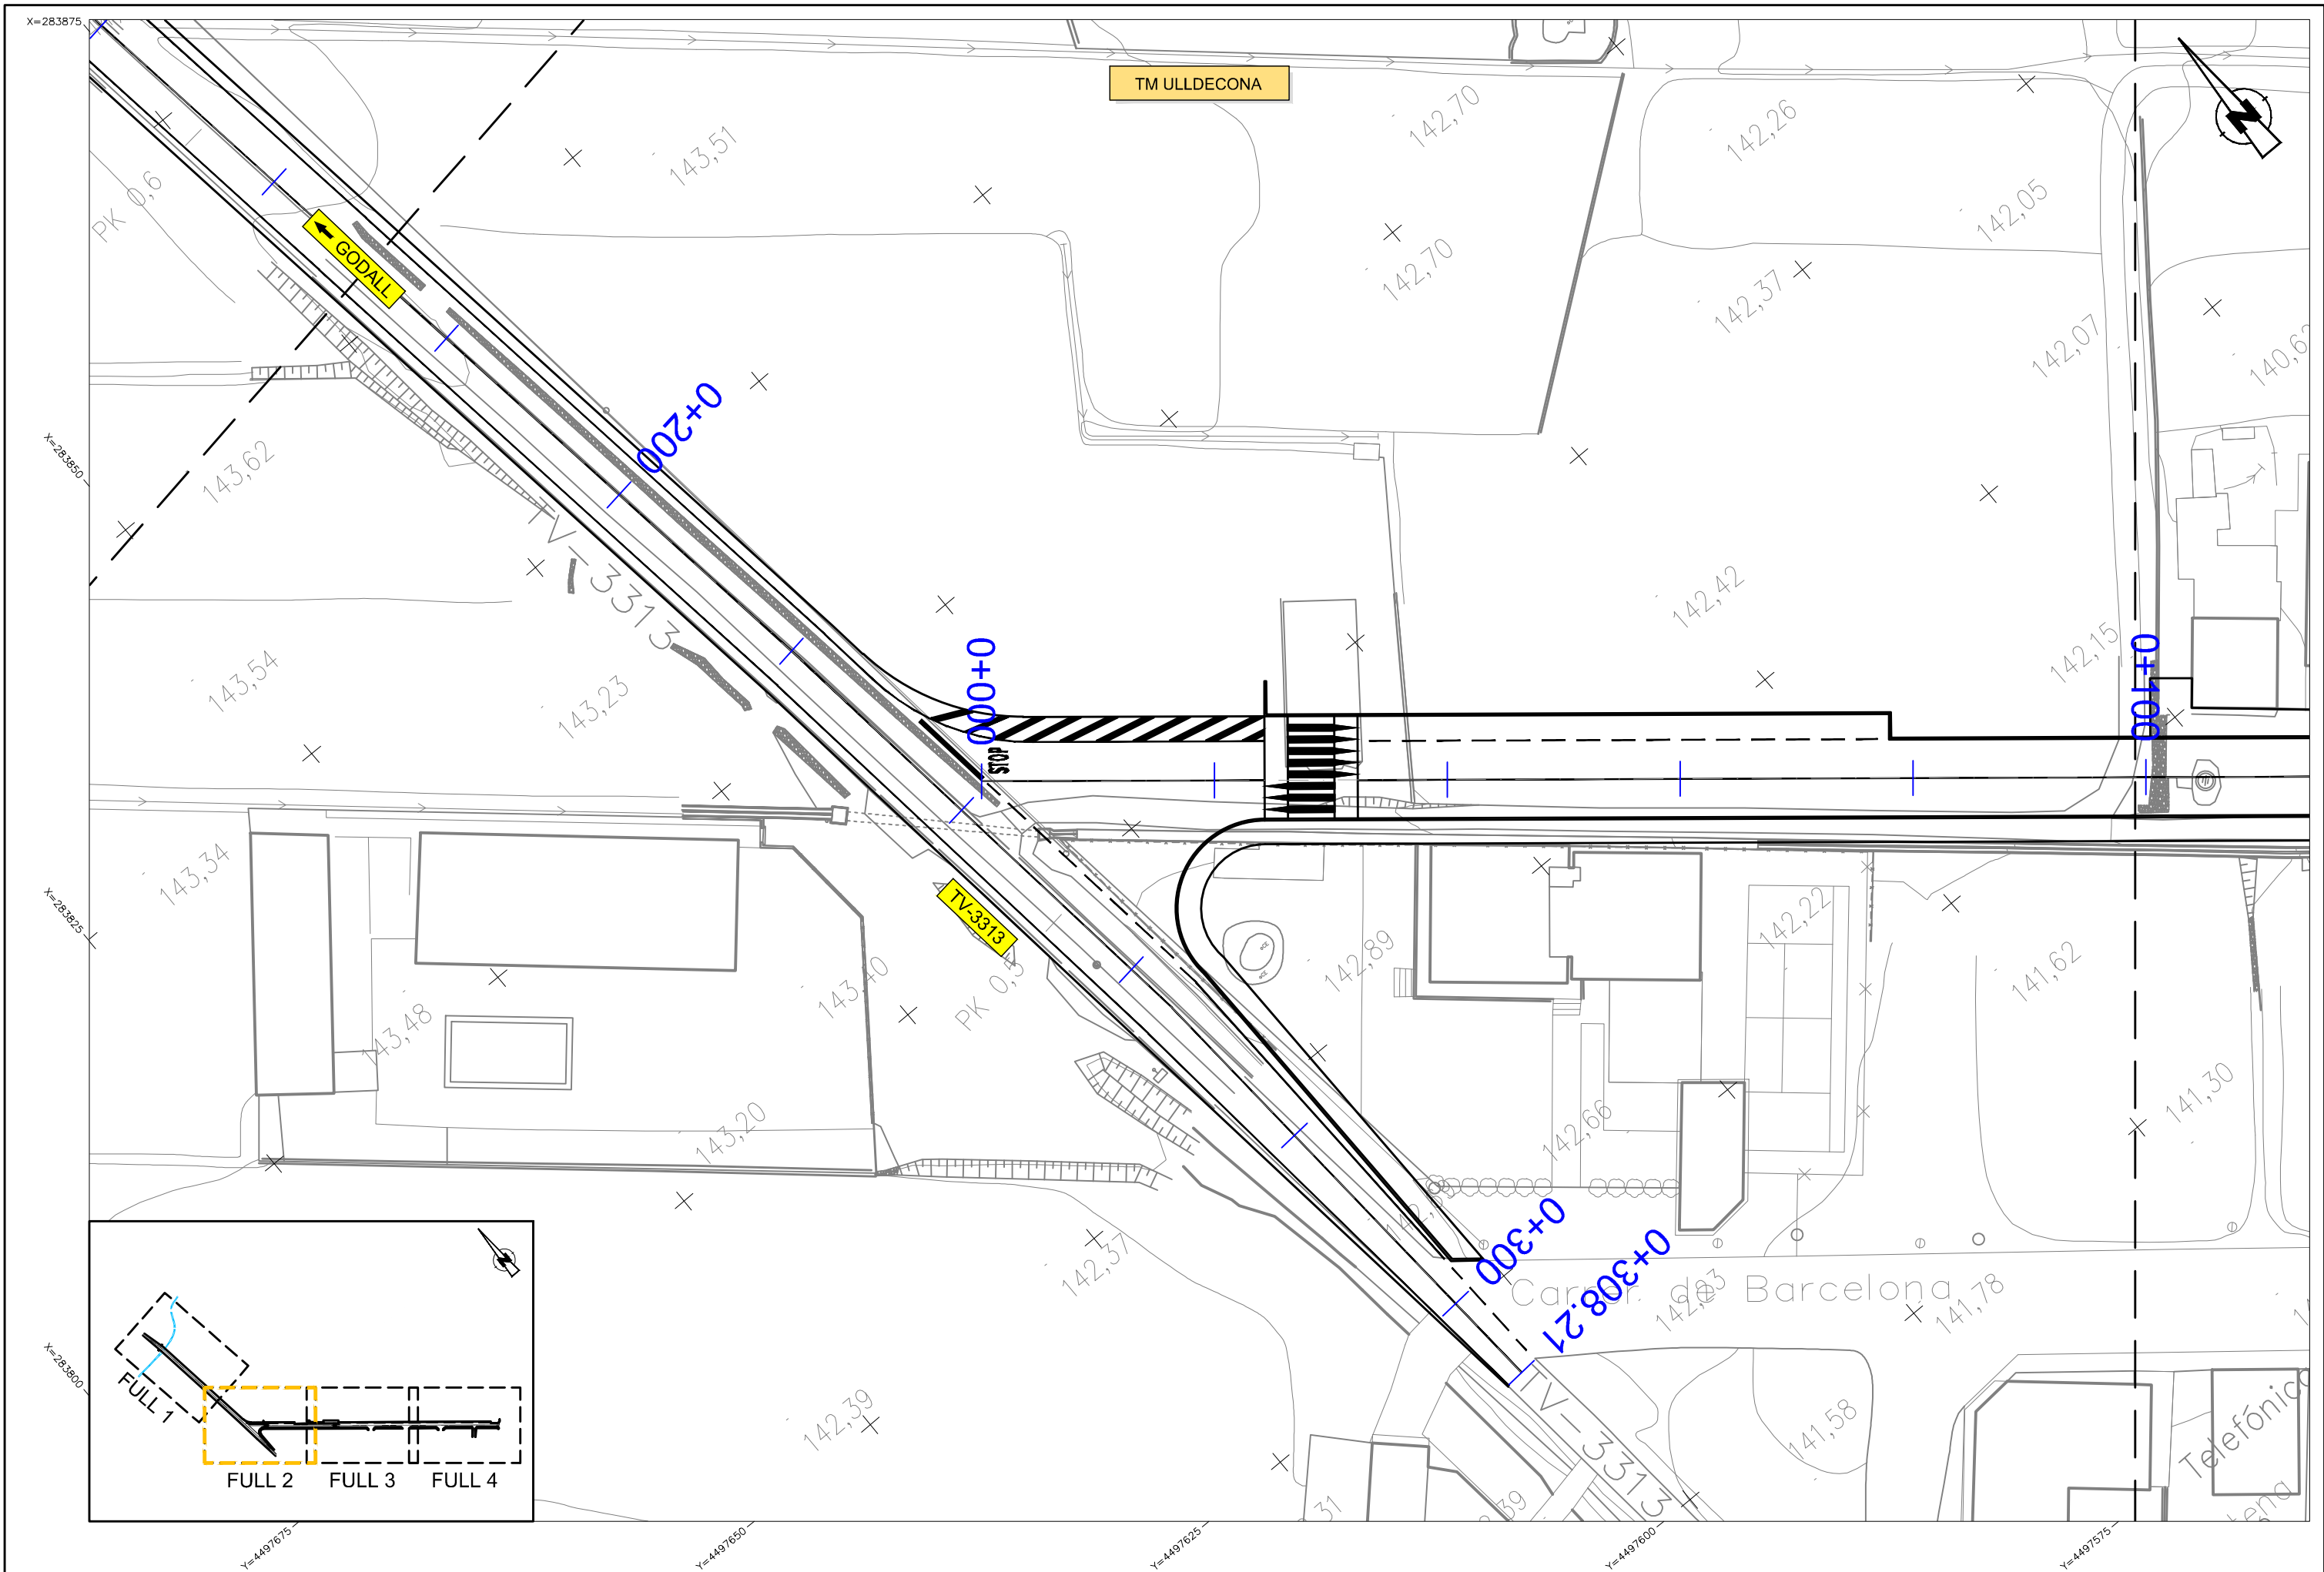 X=283875
TM ULLDECONA
N
142,70
142,26
143,51
PK 0,6
142,05
GODALL
142,70
142,37
142,07
0+200
X=283850
143,62
TV-3313
142,42
0+000
0+100
142,15
143,54
143,23
STOP
143,34
X=283825
TV-3313
142,22
142,89
141,62
143,40
PK 0,5
143,48
141,30
143,20
142,66
0+300
0+308.21
142,37
Carrer de Barcelona
141,78
X=283800
142,39
141,58
TV-3313
N
FULL 1
FULL 2
FULL 3
FULL 4
Y=4497675
Y=4497650
Y=4497625
Y=4497600
Y=4497575